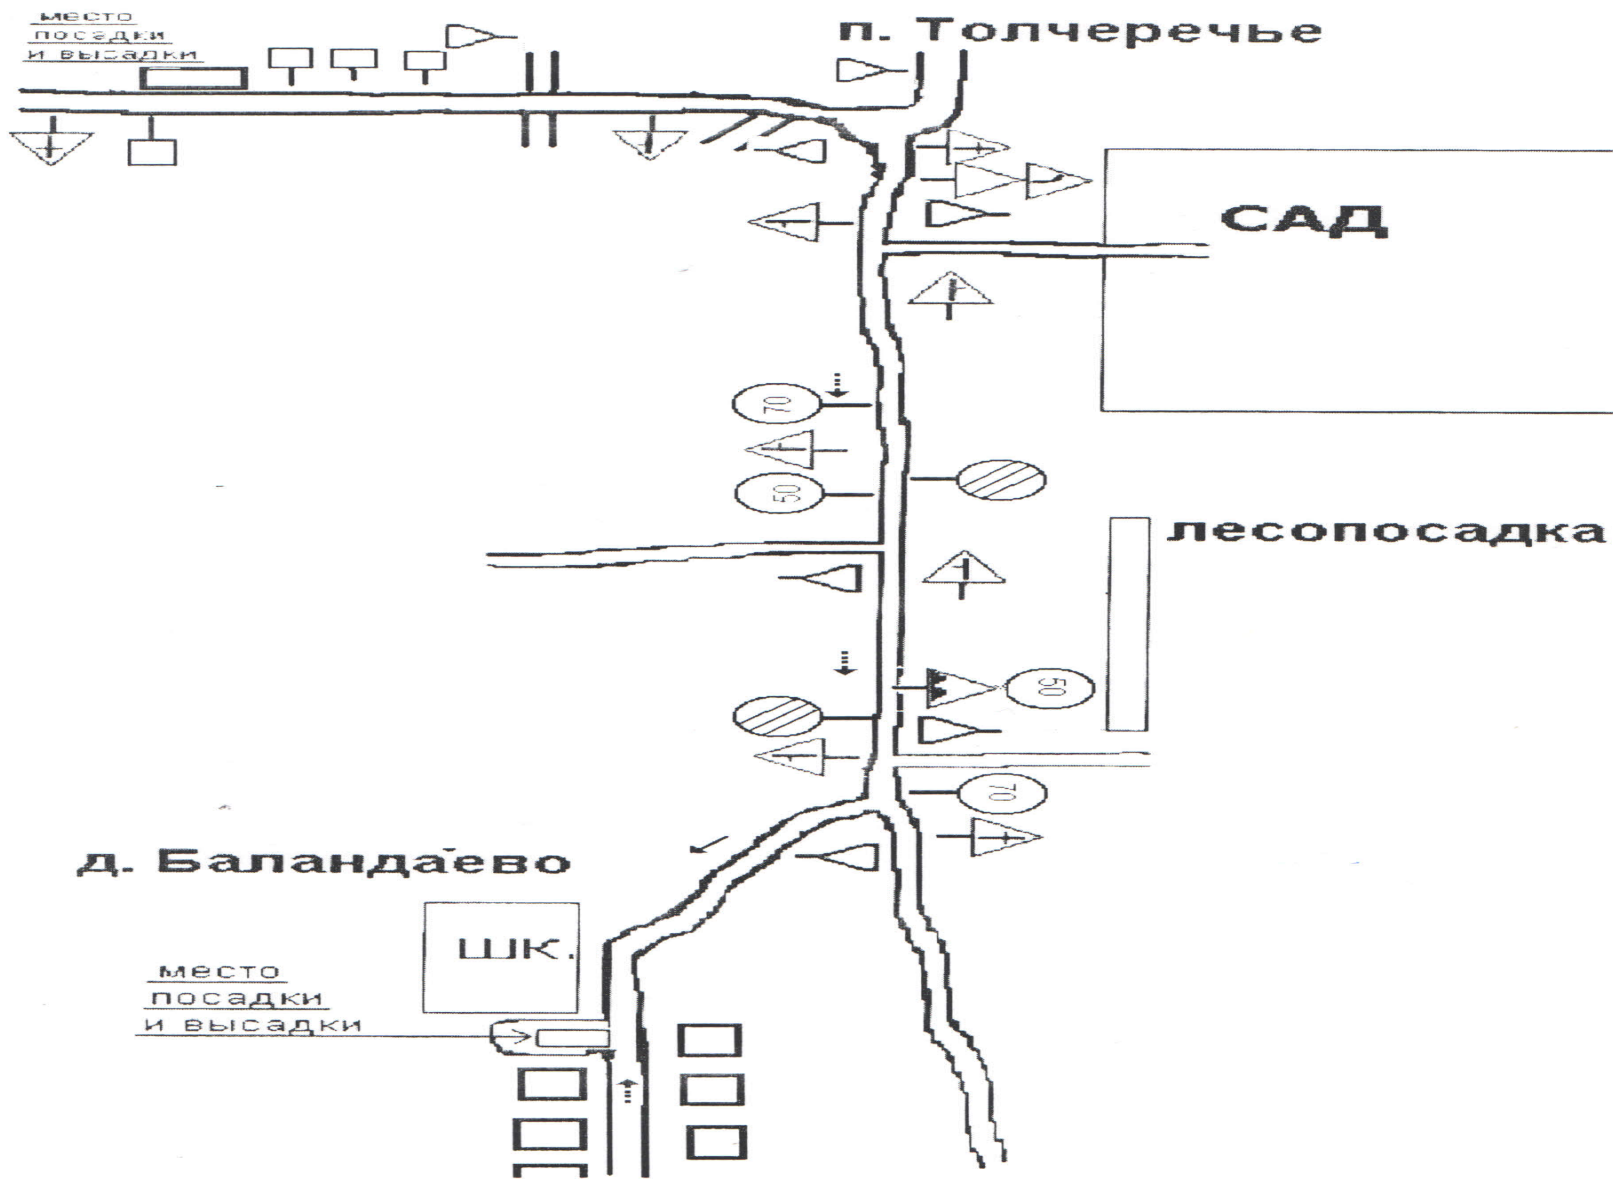 место
посадки
и высадки
п. Толчеречье
САД
70
50
лесопосадка
50
70
д. Баландаево
ШК.
место
посадки
и высадки